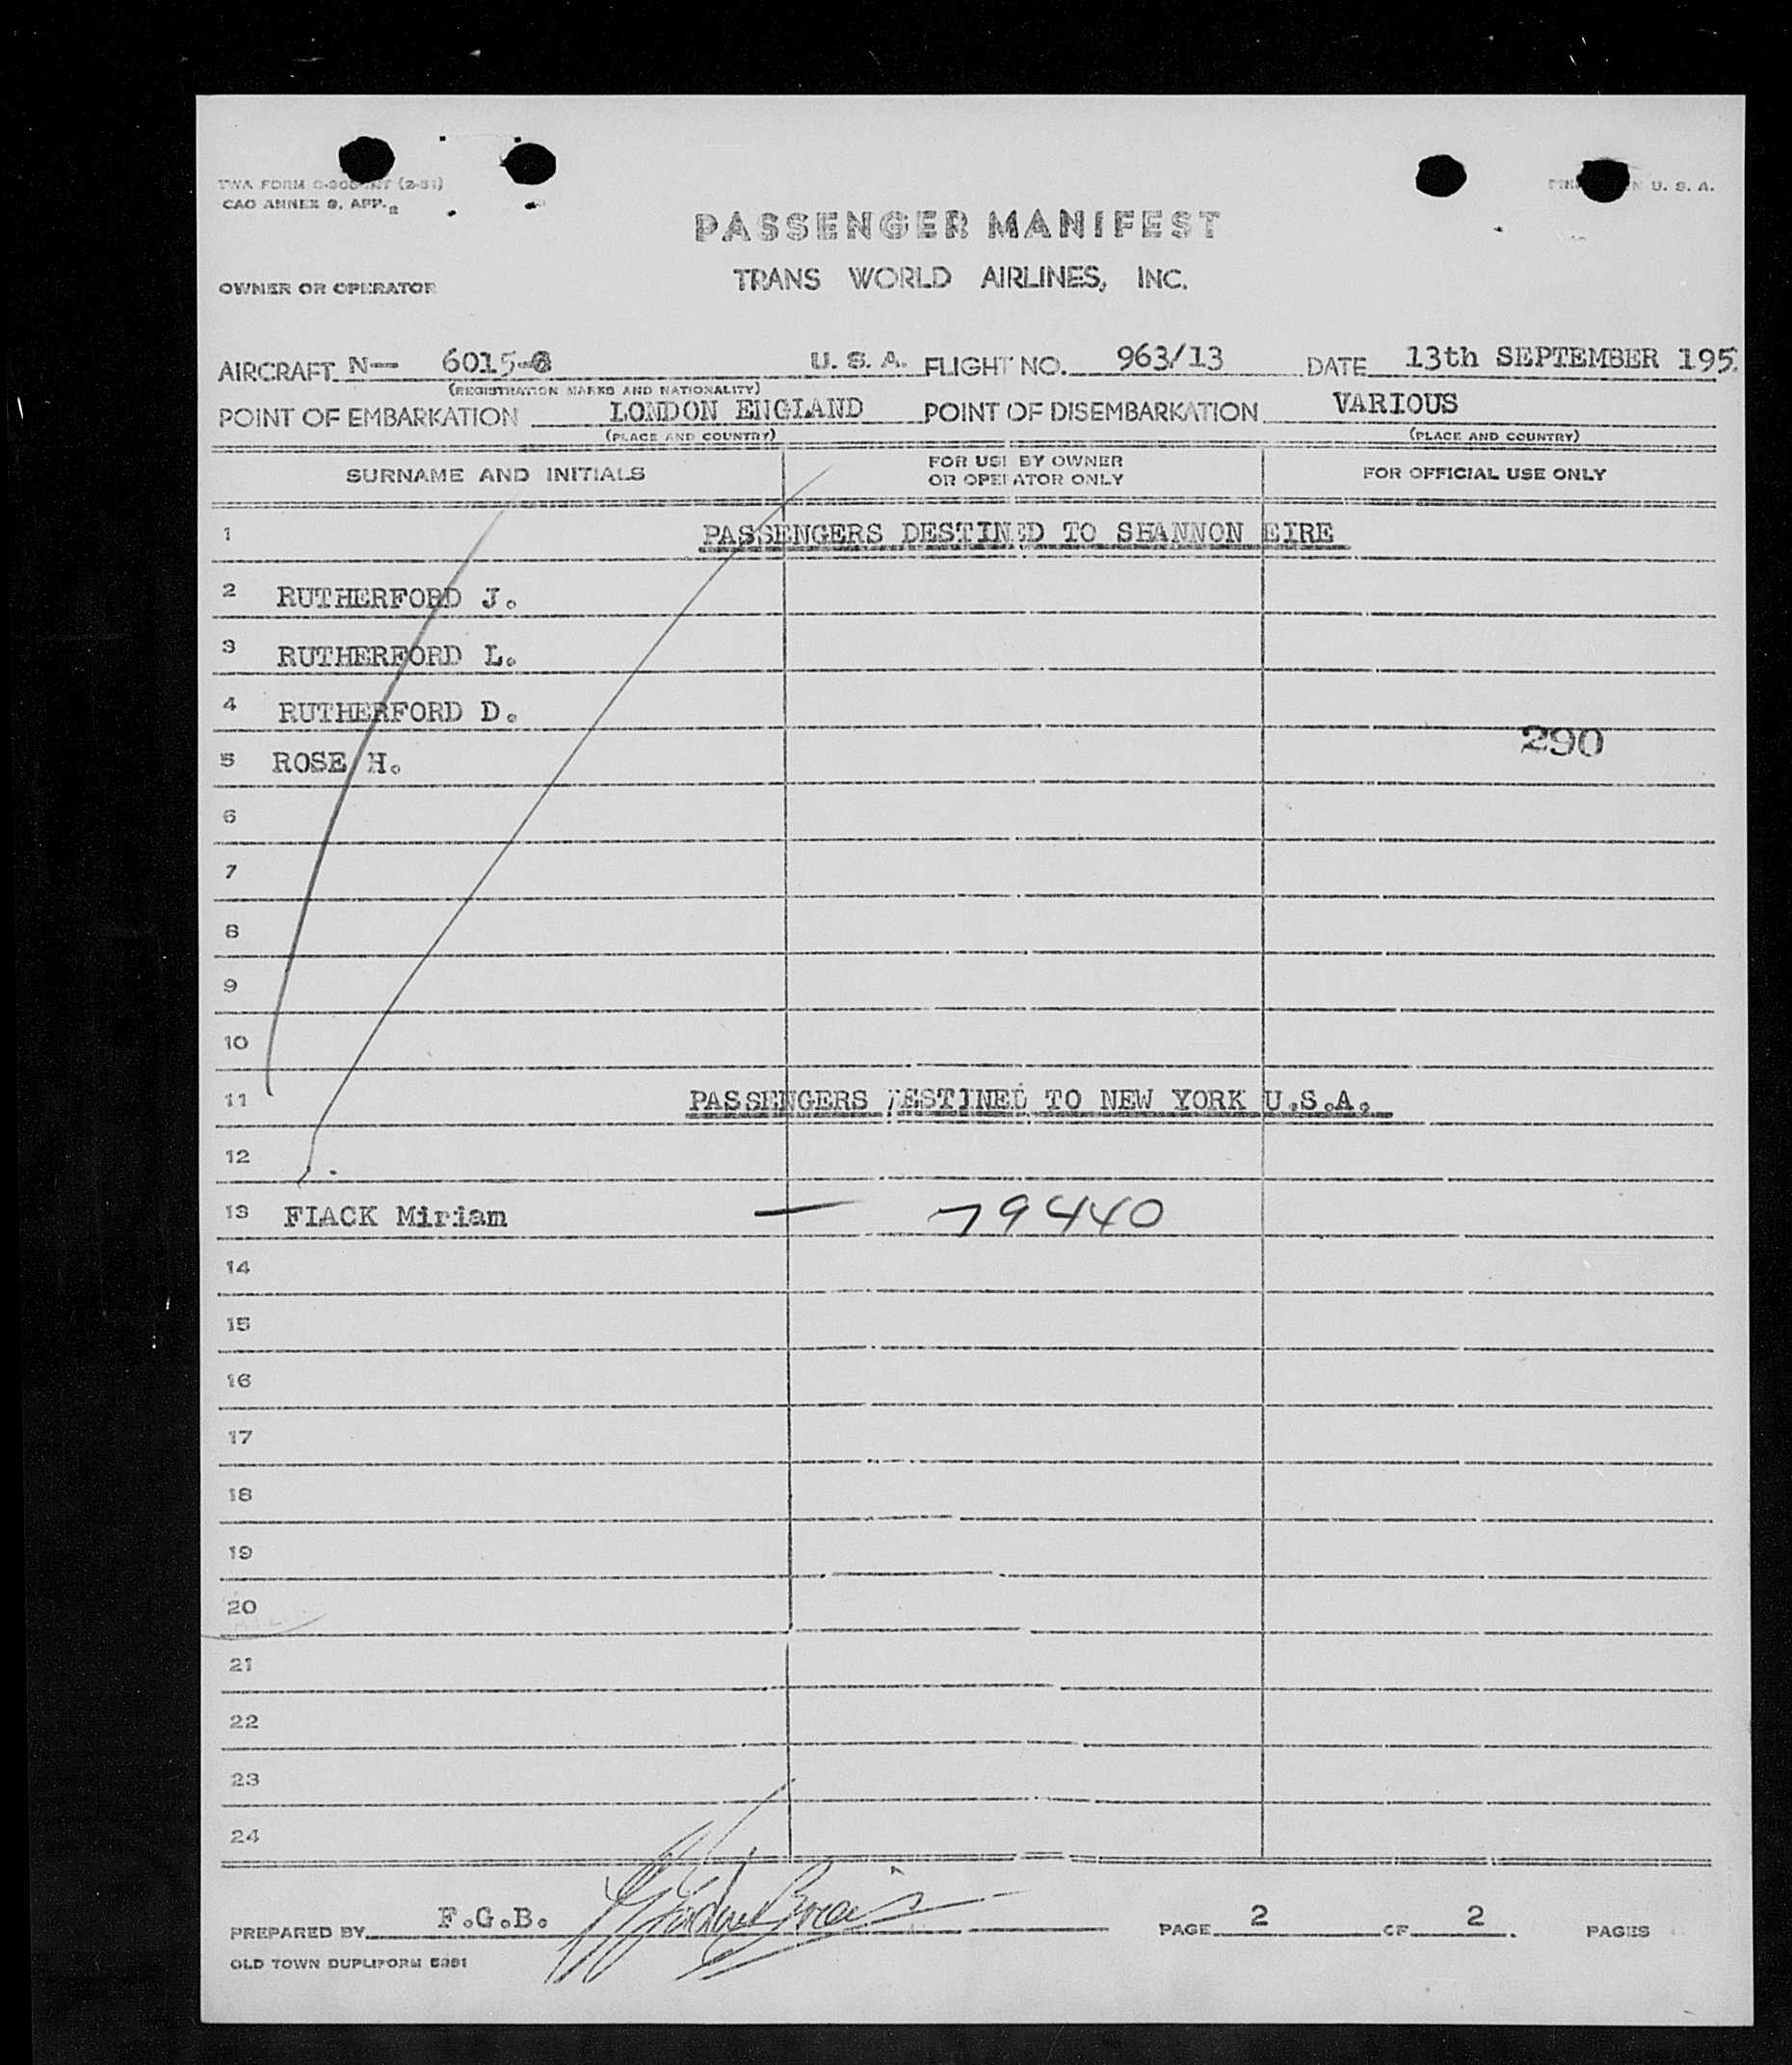 TWA FORM (2-51)
CAO ANNEX 9, APP. 2
U. S. A.
PASSENGER MANIFEST
OWNER OR OPERATOR
TRANS WORLD AIRLINES, INC.
AIRCRAFT N— 6015-C U. S. A. FLIGHT NO. 963/13 DATE 13th SEPTEMBER 195
(REGISTRATION MARKS AND NATIONALITY)
POINT OF EMBARKATION LONDON ENGLAND POINT OF DISEMBARKATION VARIOUS
(PLACE AND COUNTRY) (PLACE AND COUNTRY)
SURNAME AND INITIALS FOR USE BY OWNER OR OPERATOR ONLY FOR OFFICIAL USE ONLY
1 PASSENGERS DESTINED TO SHANNON EIRE
2 RUTHERFORD J.
3 RUTHERFORD L.
4 RUTHERFORD D.
290
5 ROSE H.
6
7
8
9
10
11 PASSENGERS DESTINED TO NEW YORK U.S.A.
12
13 FIACK Miriam — 79440
14
15
16
17
18
19
20
21
22
23
24
PREPARED BY F.G.B. PAGE 2 OF 2 PAGES
OLD TOWN DUPLIFORM